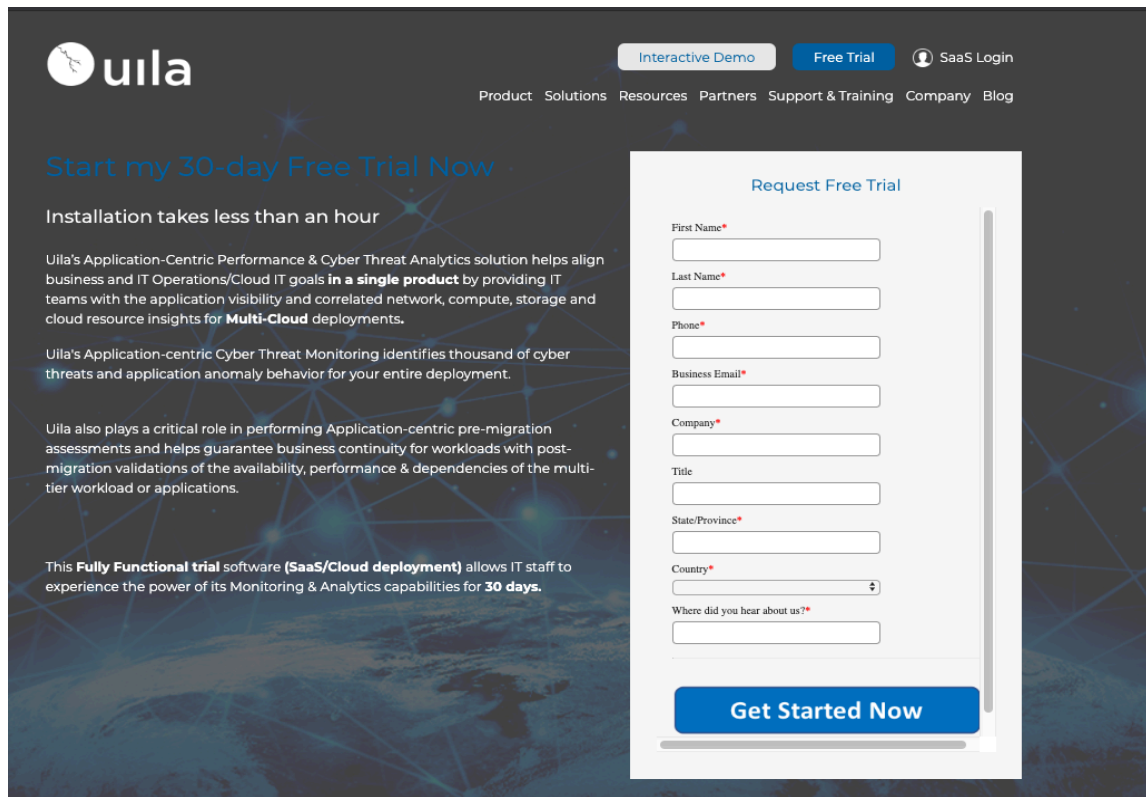 uıla
Interactive Demo
Free Trial
SaaS Login
Product Solutions Resources Partners Support & Training Company Blog
Start my 30-day Free Trial Now
Installation takes less than an hour
Uila's Application-Centric Performance & Cyber Threat Analytics solution helps align
business and IT Operations/Cloud IT goals in a single product by providing IT
teams with the application visibility and correlated network, compute, storage and
cloud resource insights for Multi-Cloud deployments.
Uila's Application-centric Cyber Threat Monitoring identifies thousand of cyber
threats and application anomaly behavior for your entire deployment.
Uila also plays a critical role in performing Application-centric pre-migration
assessments and helps guarantee business continuity for workloads with post-
migration validations of the availability, performance & dependencies of the multi-
tier workload or applications.
This Fully Functional trial software (SaaS/Cloud deployment) allows IT staff to
experience the power of its Monitoring & Analytics capabilities for 30 days.
Request Free Trial
First Name*
Last Name*
Phone*
Business Email*
Company*
Title
State/Province*
Country*
Where did you hear about us?*
Get Started Now